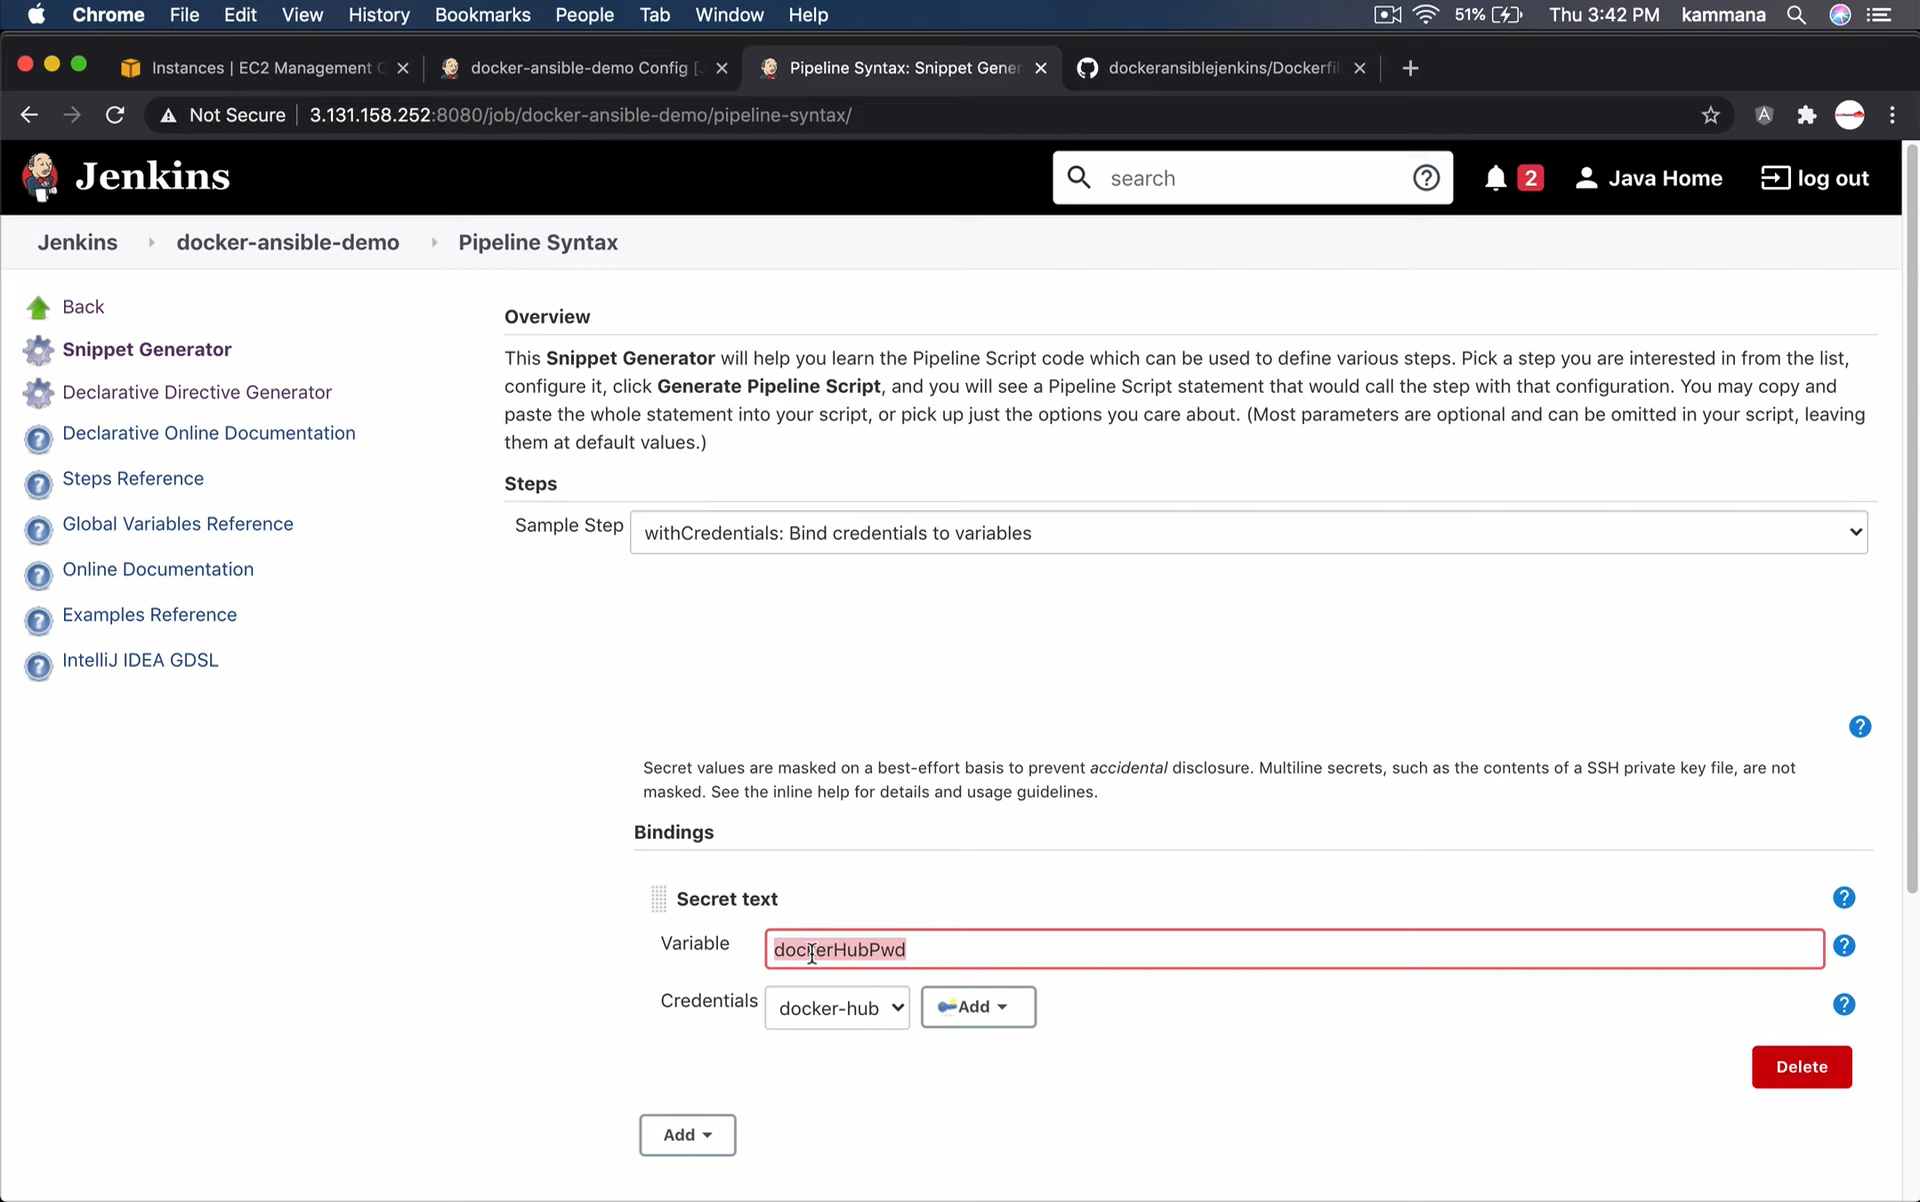 Chrome File Edit View History Bookmarks People Tab Window Help 51% Thu 3:42 PM kammana
Instances | EC2 Management C docker-ansible-demo Config [J Pipeline Syntax: Snippet Gener dockeransiblejenkins/Dockerfil
Not Secure 3.131.158.252:8080/job/docker-ansible-demo/pipeline-syntax/
Jenkins search 2 Java Home log out
Jenkins docker-ansible-demo Pipeline Syntax
Back
Snippet Generator
Declarative Directive Generator
Declarative Online Documentation
Steps Reference
Global Variables Reference
Online Documentation
Examples Reference
IntelliJ IDEA GDSL
Overview
This Snippet Generator will help you learn the Pipeline Script code which can be used to define various steps. Pick a step you are interested in from the list,
configure it, click Generate Pipeline Script, and you will see a Pipeline Script statement that would call the step with that configuration. You may copy and
paste the whole statement into your script, or pick up just the options you care about. (Most parameters are optional and can be omitted in your script, leaving
them at default values.)
Steps
Sample Step withCredentials: Bind credentials to variables
Secret values are masked on a best-effort basis to prevent accidental disclosure. Multiline secrets, such as the contents of a SSH private key file, are not
masked. See the inline help for details and usage guidelines.
Bindings
Secret text
Variable dockerHubPwd
Credentials docker-hub Add
Delete
Add